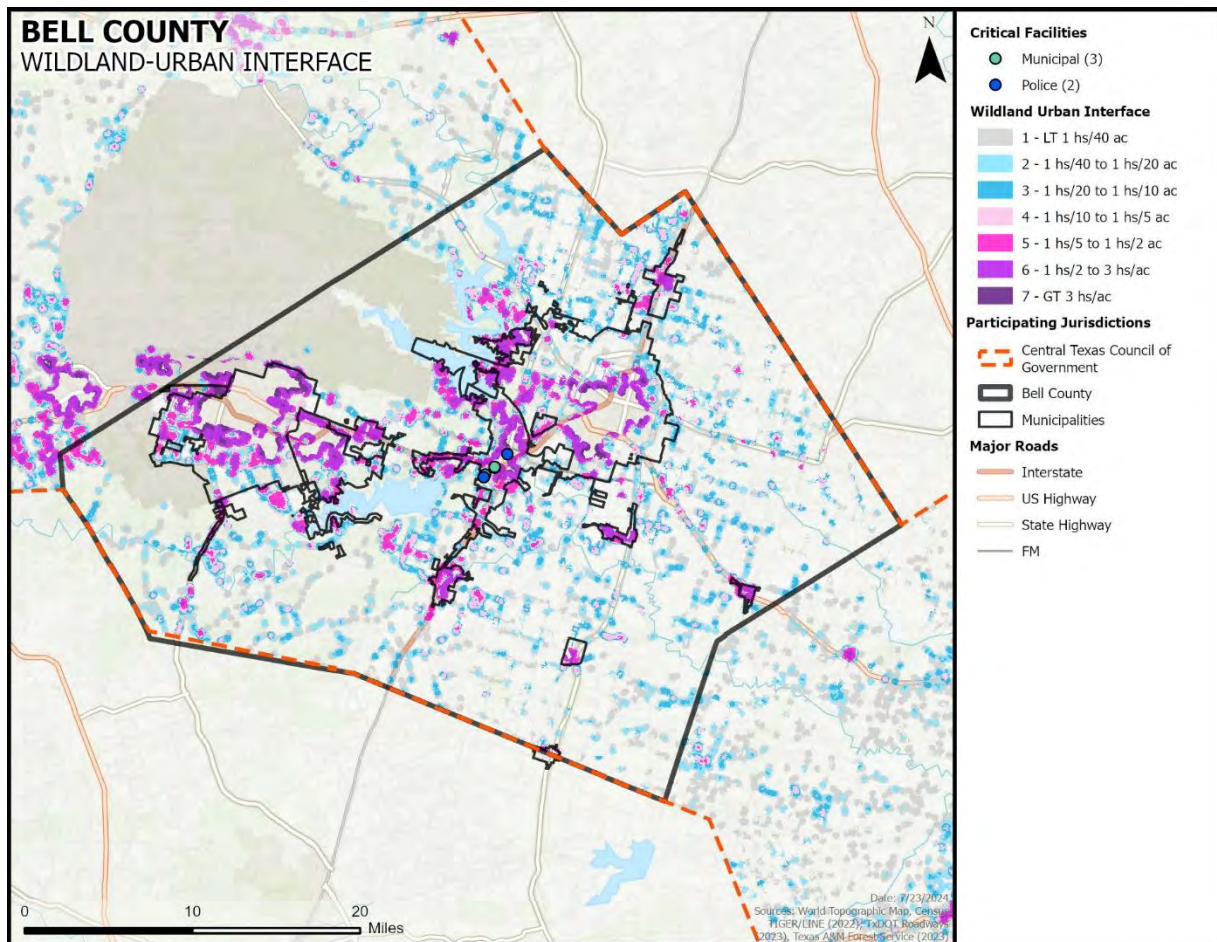 BELL COUNTY
WILDLAND-URBAN INTERFACE
N
0 10 20
Miles
Date: 7/23/2024
Sources: World Topographic Map, Census
TIGER/LINE (2022), TxDOT Roadways
(2023), Texas A&M Forest Service (2023)
Critical Facilities
Municipal (3)
Police (2)
Wildland Urban Interface
1 - LT 1 hs/40 ac
2 - 1 hs/40 to 1 hs/20 ac
3 - 1 hs/20 to 1 hs/10 ac
4 - 1 hs/10 to 1 hs/5 ac
5 - 1 hs/5 to 1 hs/2 ac
6 - 1 hs/2 to 3 hs/ac
7 - GT 3 hs/ac
Participating Jurisdictions
Central Texas Council of
Government
Bell County
Municipalities
Major Roads
Interstate
US Highway
State Highway
FM